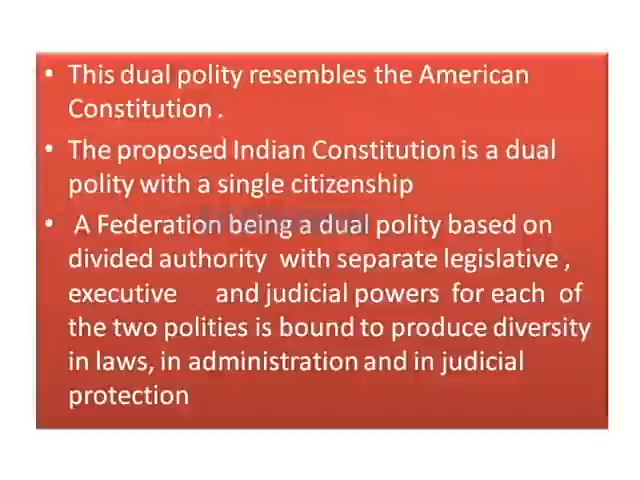 • This dual polity resembles the American
Constitution .
• The proposed Indian Constitution is a dual
polity with a single citizenship
• A Federation being a dual polity based on
divided authority with separate legislative ,
executive and judicial powers for each of
the two polities is bound to produce diversity
in laws, in administration and in judicial
protection